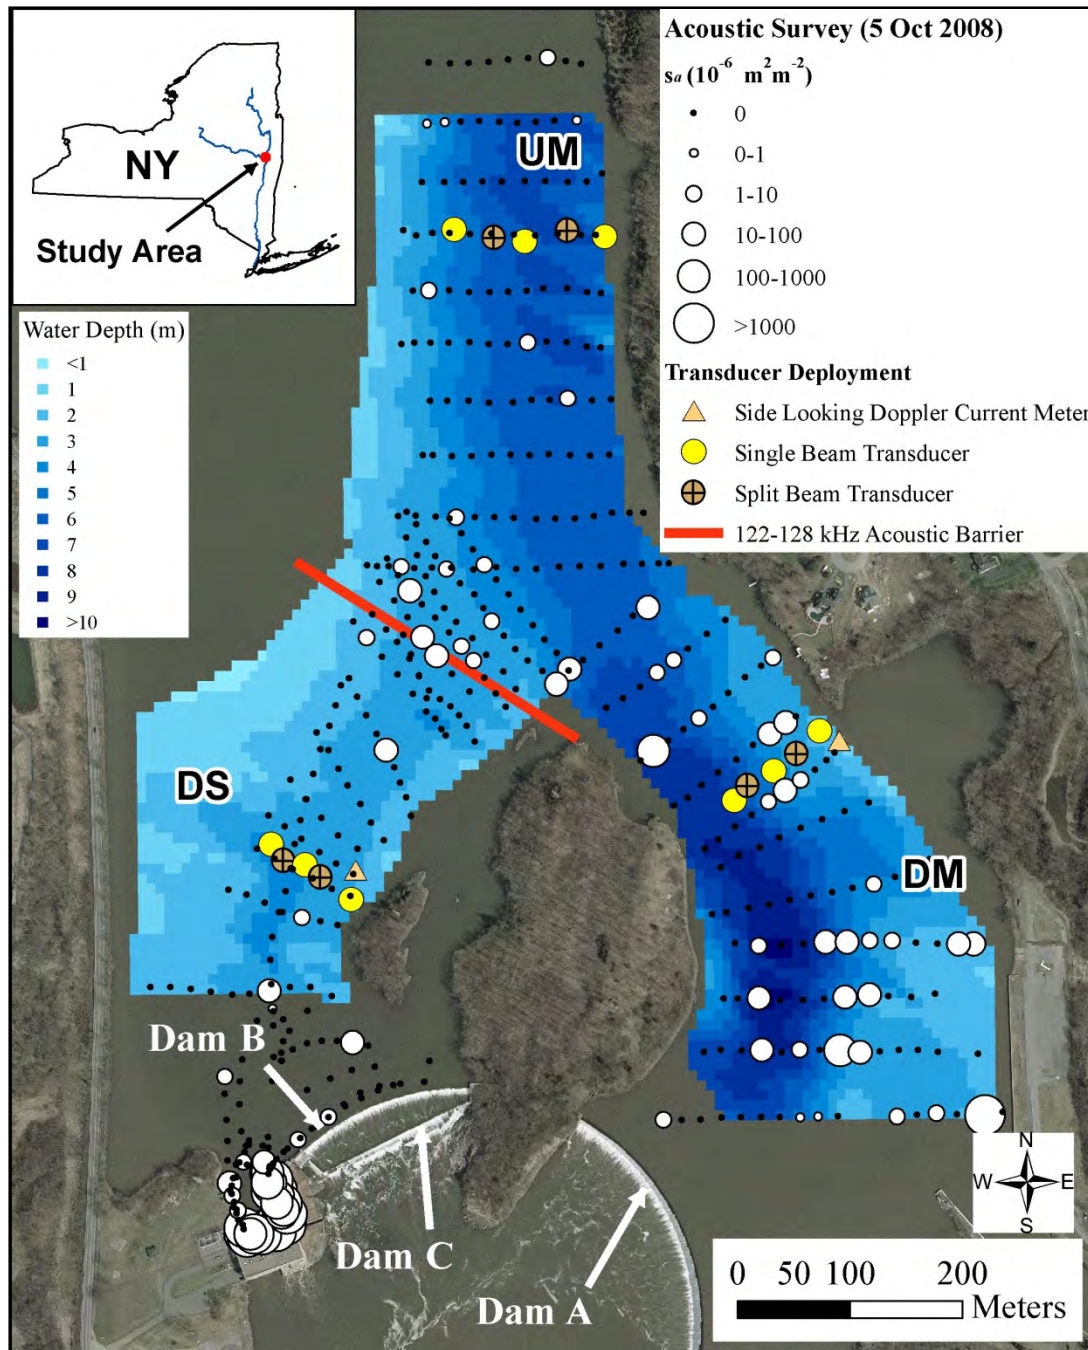 NY
Study Area
Acoustic Survey (5 Oct 2008)
sa (10-6 m2m-2)
0
0-1
1-10
10-100
100-1000
>1000
Transducer Deployment
Side Looking Doppler Current Meter
Single Beam Transducer
Split Beam Transducer
122-128 kHz Acoustic Barrier
Water Depth (m)
<1
1
2
3
4
5
6
7
8
9
>10
UM
DS
DM
Dam B
Dam C
Dam A
N
W E
S
0 50 100 200
Meters